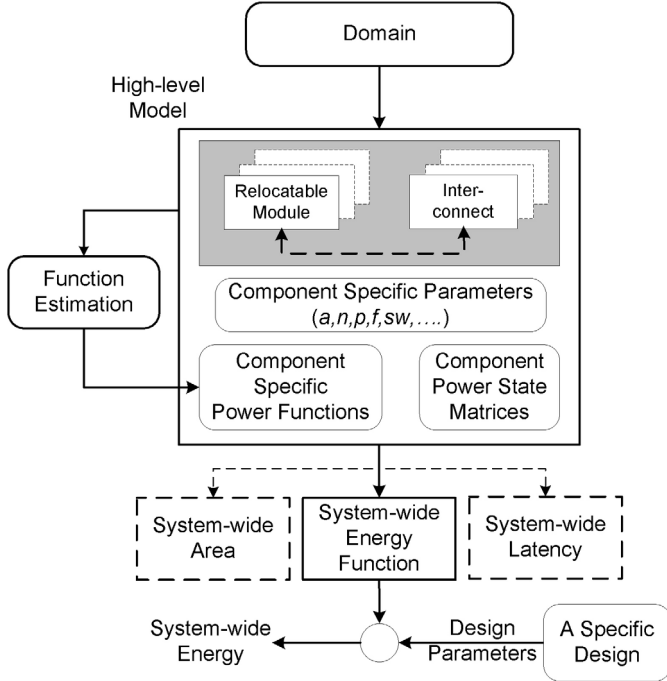 Domain
High-level
Model
Relocatable
Module
Inter-
connect
Function
Estimation
Component Specific Parameters
(a,n,p,f,sw,....)
Component
Specific
Power Functions
Component
Power State
Matrices
System-wide
Area
System-wide
Energy
Function
System-wide
Latency
System-wide
Energy
Design
Parameters
A Specific
Design